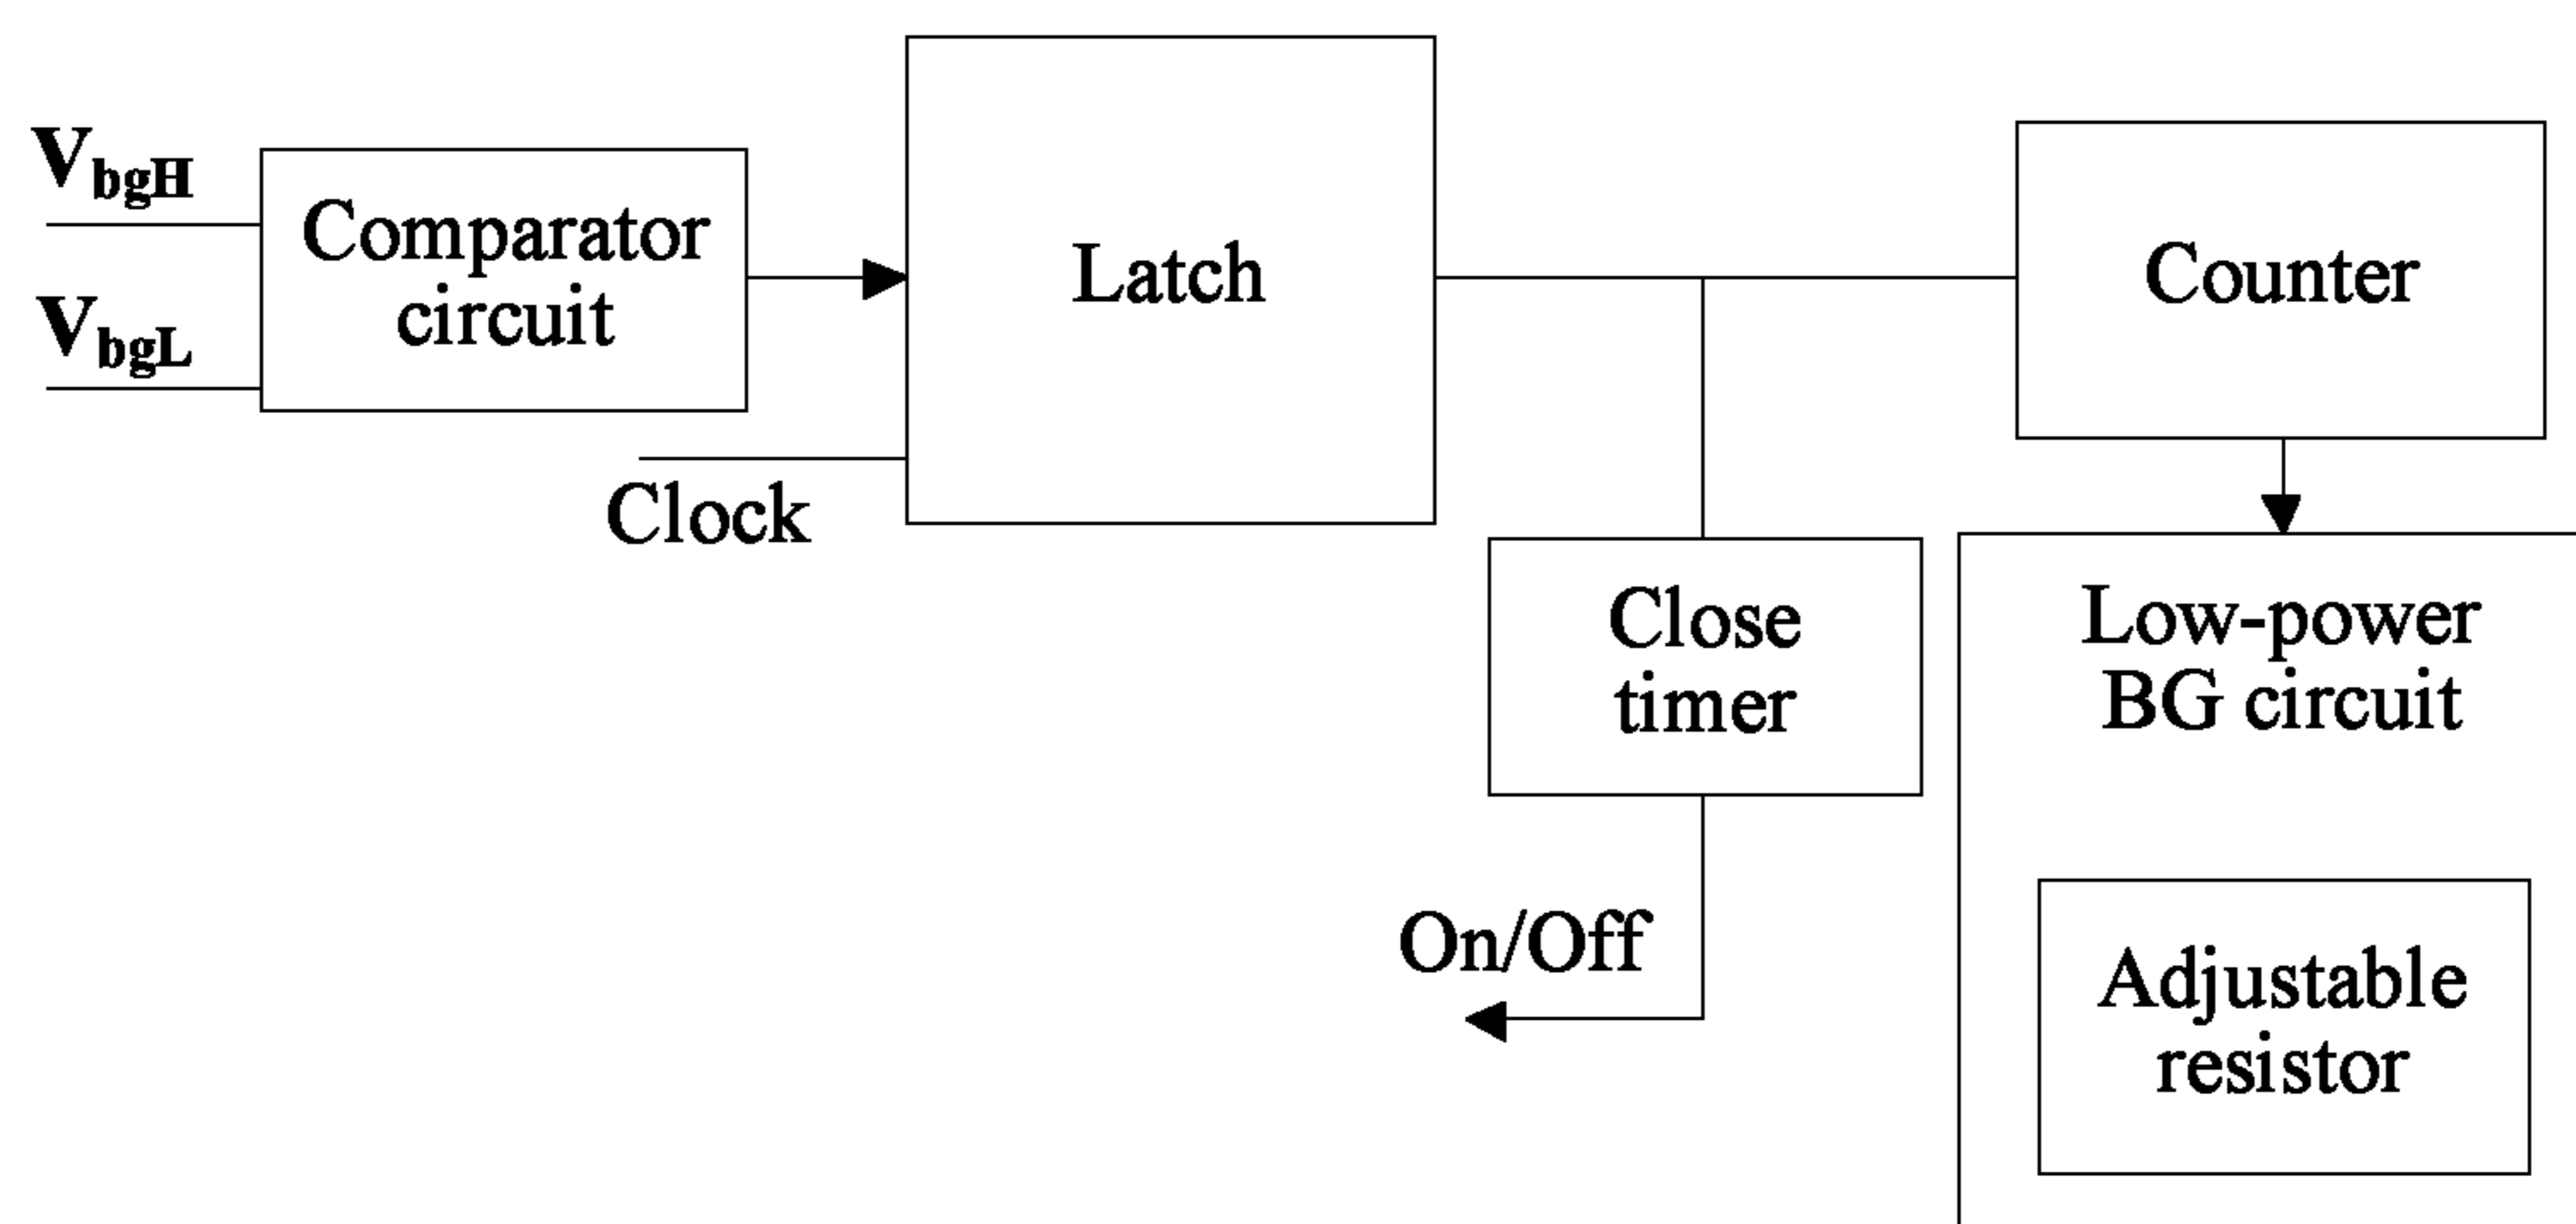 VbgH
VbgL
Comparator
circuit
Clock
Latch
Counter
Close
timer
On/Off
Low-power
BG circuit
Adjustable
resistor